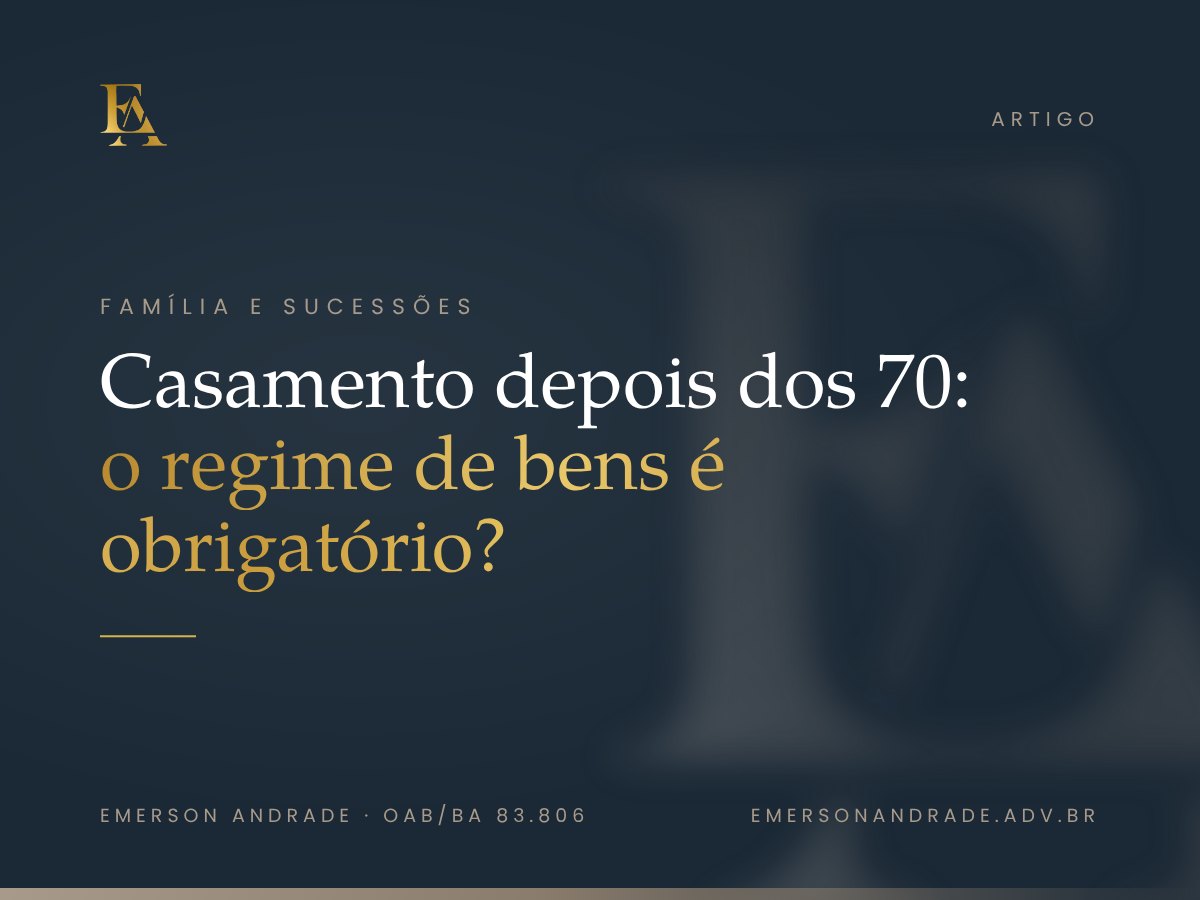 EA
ARTIGO
FAMÍLIA E SUCESSÕES
Casamento depois dos 70:
o regime de bens é
obrigatório?
EMERSON ANDRADE · OAB/BA 83.806
EMERSONANDRADE.ADV.BR